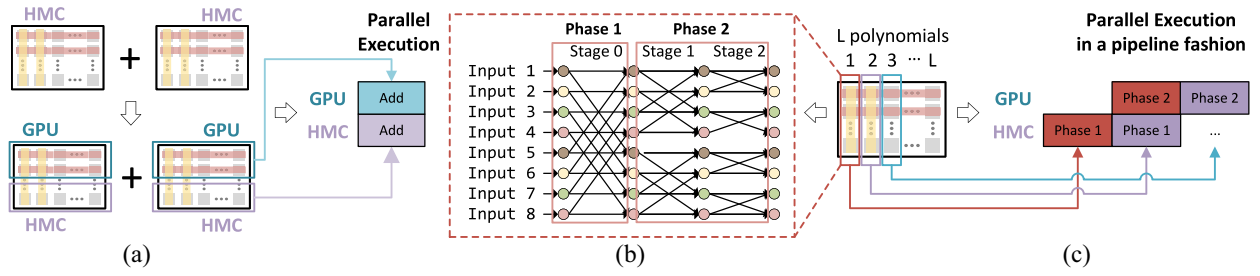 HMC
HMC
+
GPU
GPU
+
HMC
HMC
Parallel
Execution
GPU
Add
HMC
Add
(a)
Phase 1
Phase 2
Stage 0
Stage 1
Stage 2
Input 1
Input 2
Input 3
Input 4
Input 5
Input 6
Input 7
Input 8
(b)
L polynomials
1 2 3 ... L
Parallel Execution
in a pipeline fashion
GPU
Phase 2
Phase 2
HMC
Phase 1
Phase 1
...
(c)